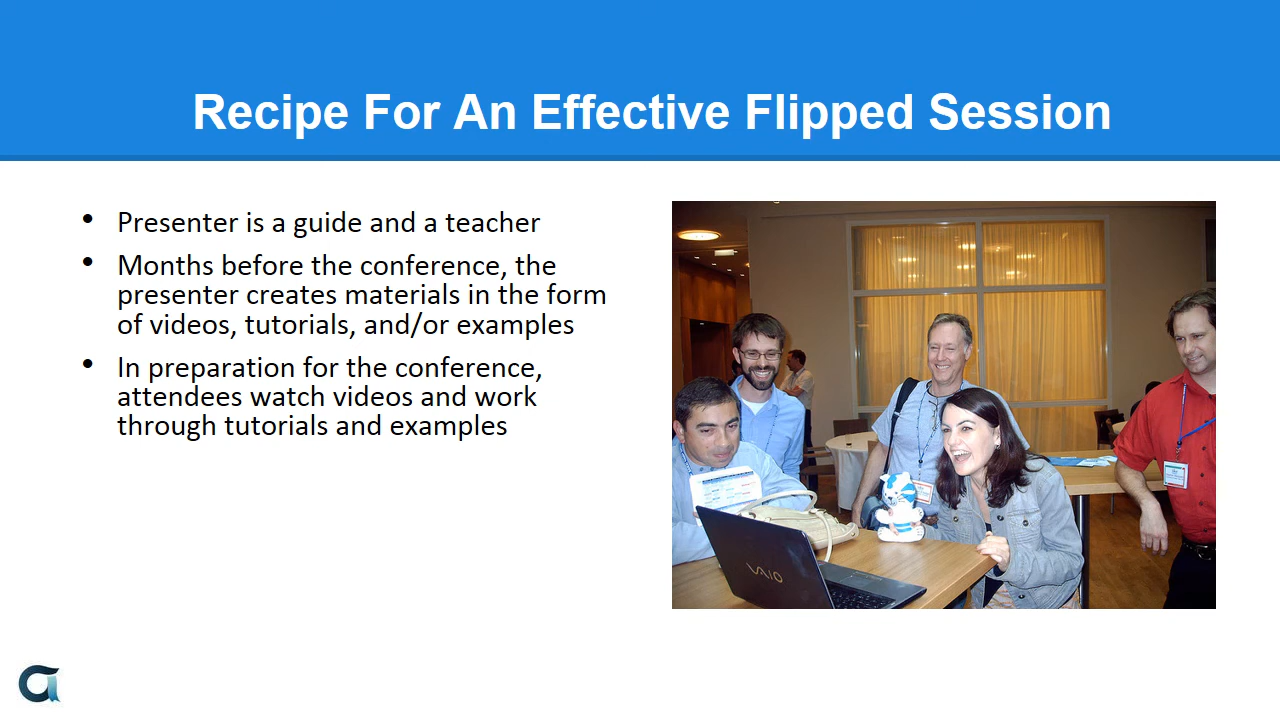 Recipe For An Effective Flipped Session
• Presenter is a guide and a teacher
• Months before the conference, the
presenter creates materials in the form
of videos, tutorials, and/or examples
• In preparation for the conference,
attendees watch videos and work
through tutorials and examples
VAIO